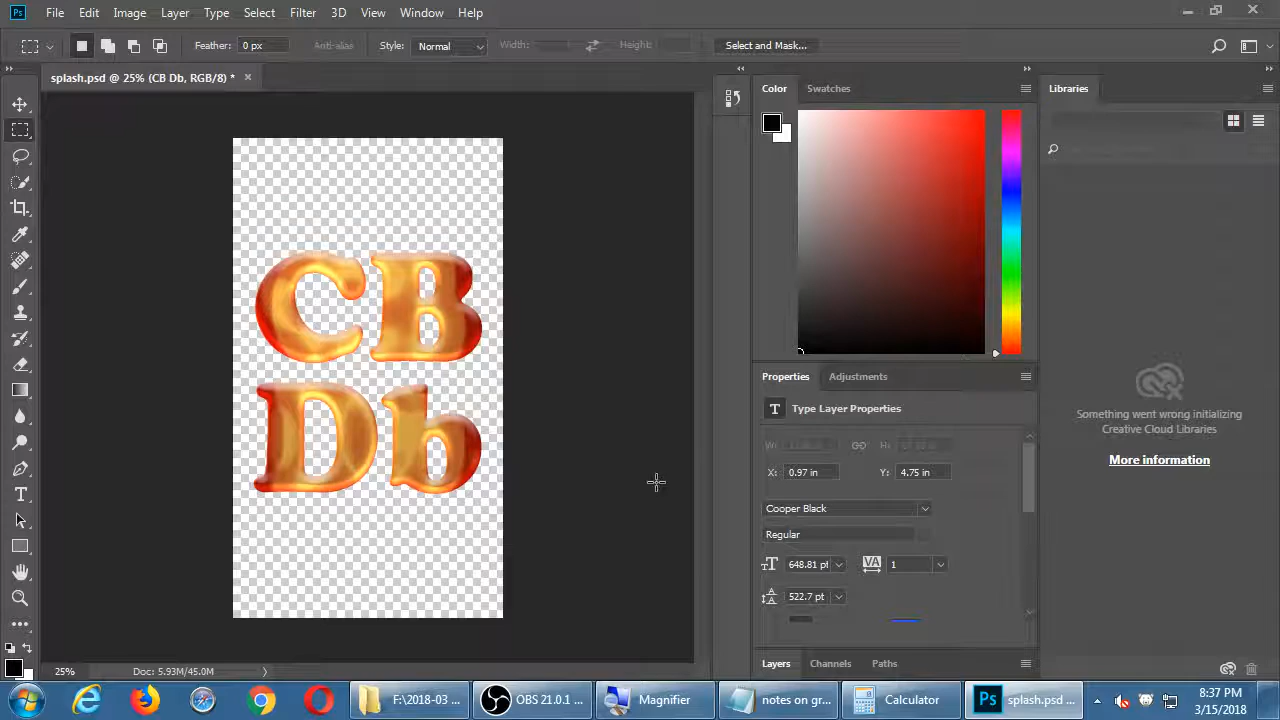 Ps File Edit Image Layer Type Select Filter 3D View Window Help
Feather: 0 px Anti-alias Style: Normal Width: Height: Select and Mask...
splash.psd @ 25% (CB Db, RGB/8) * ×
Color Swatches
Libraries
CB
Db
Properties Adjustments
T Type Layer Properties
W: H:
X: 0.97 in Y: 4.75 in
Cooper Black
Regular
648.81 pt VA 1
522.7 pt
Something went wrong initializing
Creative Cloud Libraries
More information
Layers Channels Paths
25% Doc: 5.93M/45.0M
F:\2018-03 ... OBS 21.0.1 ... Magnifier notes on gr... Calculator Ps splash.psd ...
8:37 PM
3/15/2018